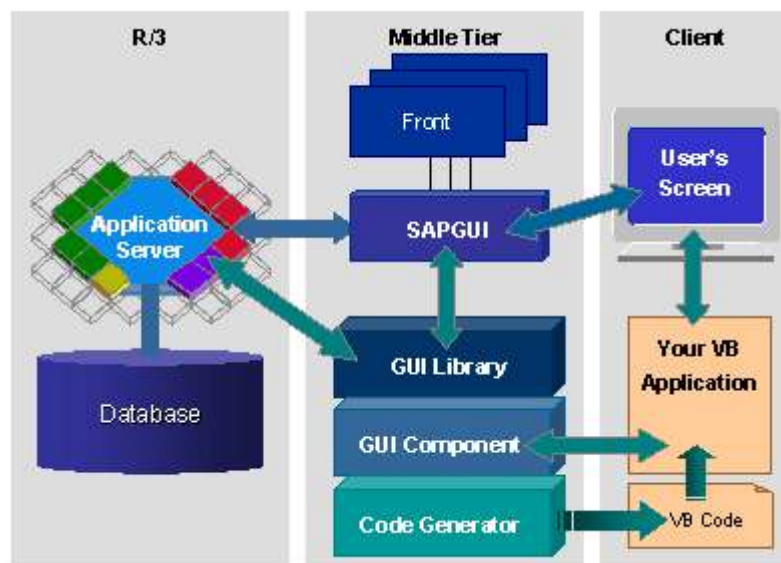 R/3
Middle Tier
Client
Front
User's
Screen
Application
Server
SAPGUI
GUI Library
Your VB
Application
Database
GUI Component
Code Generator
VB Code